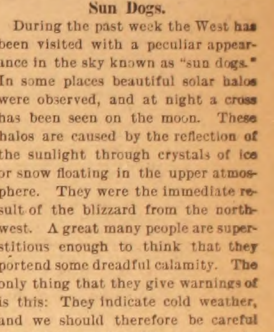 Sun Dogs.
During the past week the West has
been visited with a peculiar appear-
ance in the sky known as "sun dogs."
In some places beautiful solar halos
were observed, and at night a cross
has been seen on the moon. These
halos are caused by the reflection of
the sunlight through crystals of ice
or snow floating in the upper atmos-
phere. They were the immediate re-
sult of the blizzard from the north-
west. A great many people are super-
stitious enough to think that they
portend some dreadful calamity. The
only thing that they give warnings of
is this: They indicate cold weather,
and we should therefore be careful